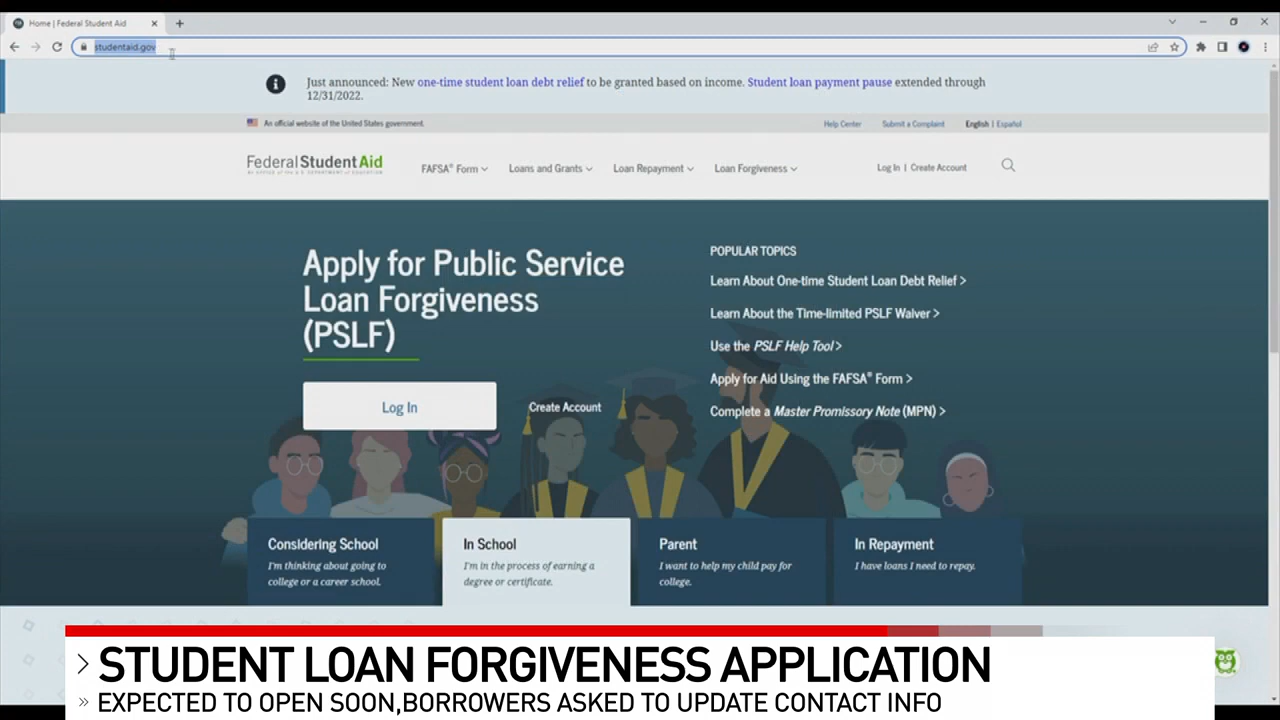 Home | Federal Student Aid
studentaid.gov
Just announced: New one-time student loan debt relief to be granted based on income. Student loan payment pause extended through
12/31/2022.
An official website of the United States government.
Help Center Submit a Complaint English | Español
FederalStudentAid
AN OFFICE of the U.S. DEPARTMENT of EDUCATION
FAFSA® Form Loans and Grants Loan Repayment Loan Forgiveness Log In | Create Account
Apply for Public Service
Loan Forgiveness
(PSLF)
Log In Create Account
POPULAR TOPICS
Learn About One-time Student Loan Debt Relief >
Learn About the Time-limited PSLF Waiver >
Use the PSLF Help Tool >
Apply for Aid Using the FAFSA® Form >
Complete a Master Promissory Note (MPN) >
Considering School
I'm thinking about going to
college or a career school.
In School
I'm in the process of earning a
degree or certificate.
Parent
I want to help my child pay for
college.
In Repayment
I have loans I need to repay.
STUDENT LOAN FORGIVENESS APPLICATION
EXPECTED TO OPEN SOON,BORROWERS ASKED TO UPDATE CONTACT INFO